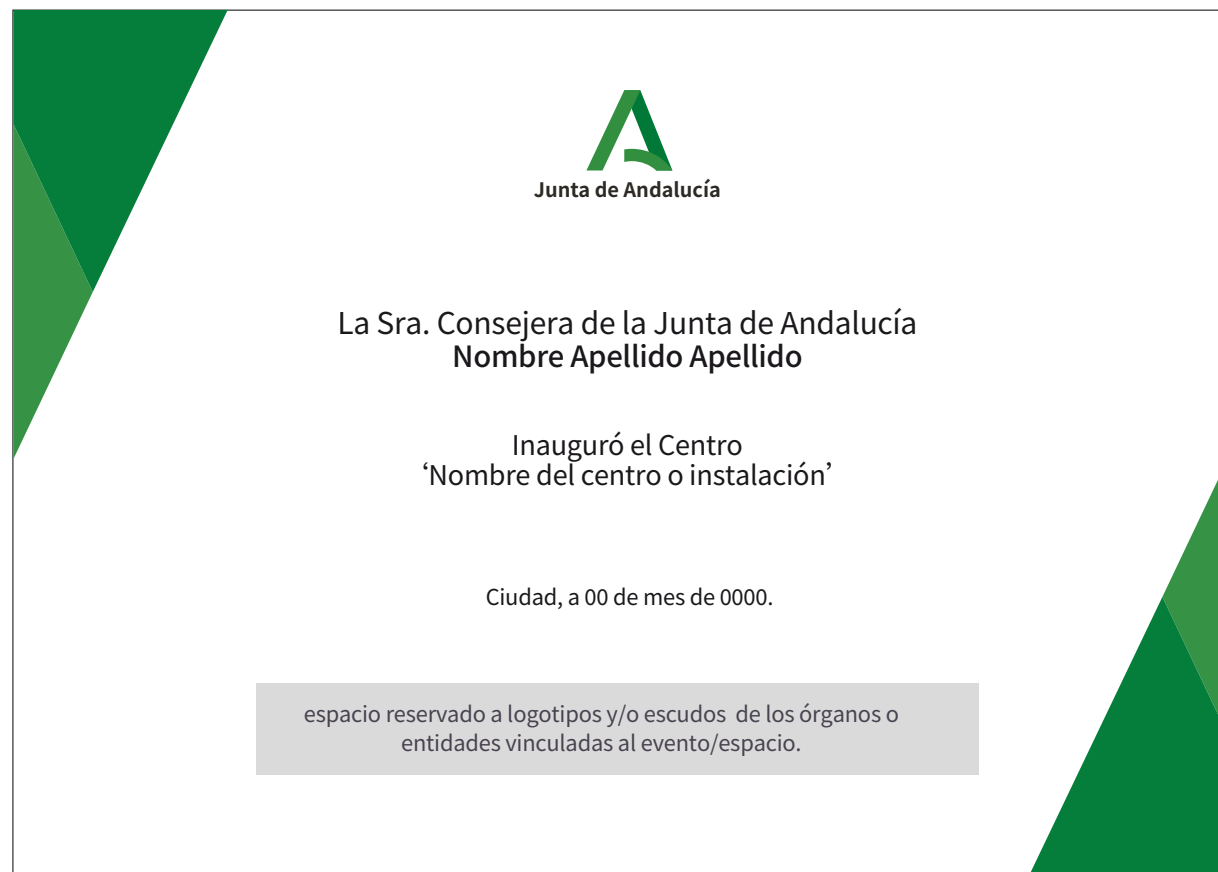 Junta de Andalucía
La Sra. Consejera de la Junta de Andalucía
Nombre Apellido Apellido
Inauguró el Centro
‘Nombre del centro o instalación’
Ciudad, a 00 de mes de 0000.
espacio reservado a logotipos y/o escudos  de los órganos o
entidades vinculadas al evento/espacio.